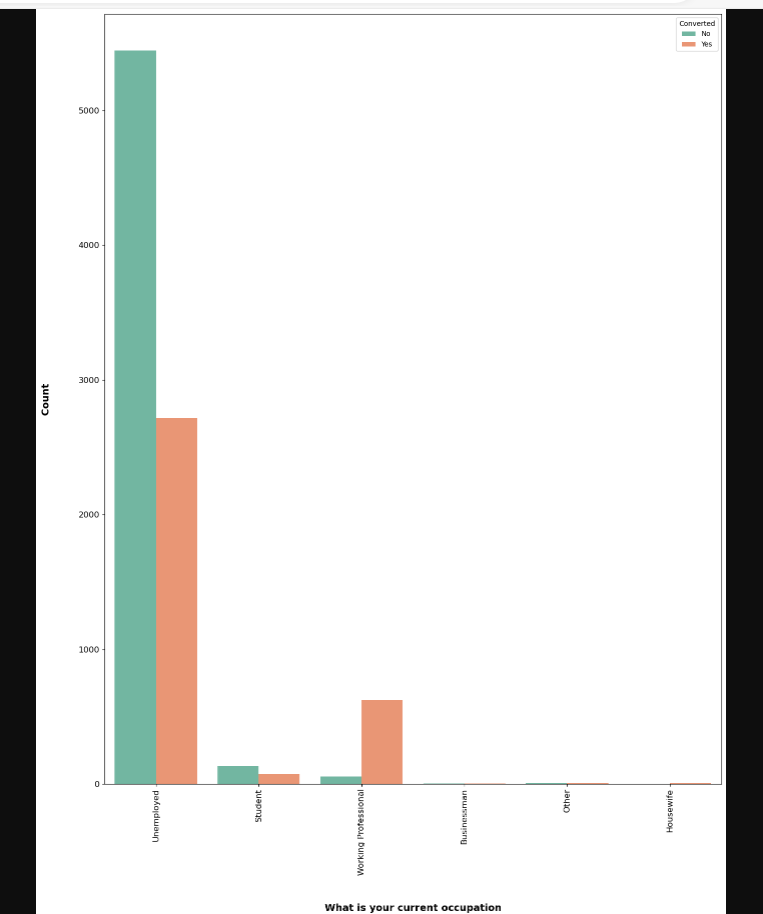 Converted
No
Yes
5000
4000
3000
2000
1000
0
Count
Unemployed
Student
Working Professional
Businessman
Other
Housewife
What is your current occupation